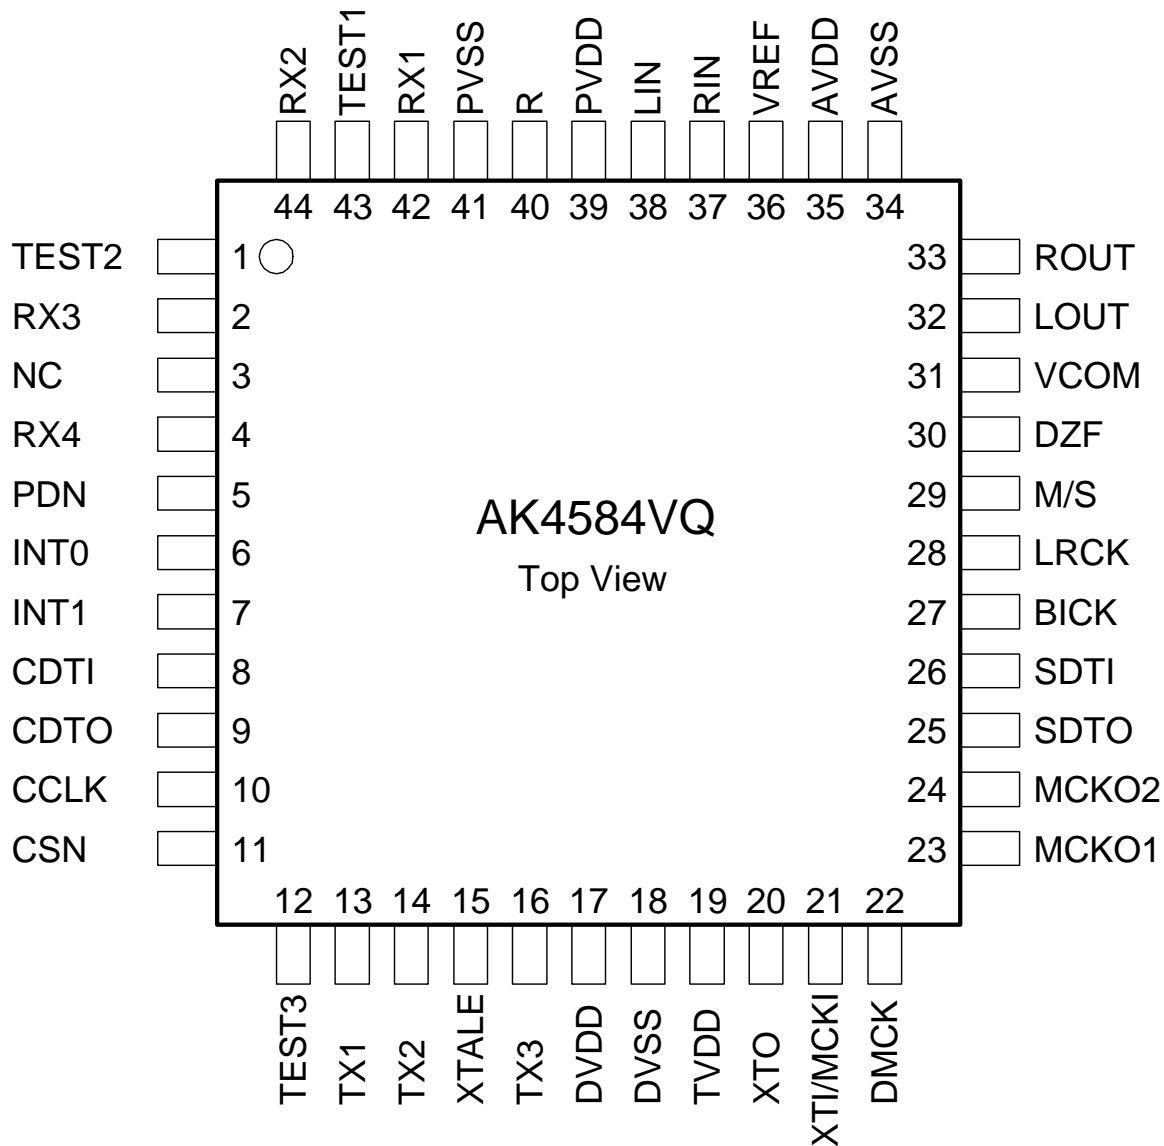 RX2 TEST1 RX1 PVSS R PVDD LIN RIN VREF AVDD AVSS
44 43 42 41 40 39 38 37 36 35 34
TEST2 1 33 ROUT
RX3 2 32 LOUT
NC 3 31 VCOM
RX4 4 30 DZF
PDN 5 29 M/S
AK4584VQ
INT0 6 28 LRCK
Top View
INT1 7 27 BICK
CDTI 8 26 SDTI
CDTO 9 25 SDTO
CCLK 10 24 MCKO2
CSN 11 23 MCKO1
12 13 14 15 16 17 18 19 20 21 22
TEST3 TX1 TX2 XTALE TX3 DVDD DVSS TVDD XTO XTI/MCKI DMCK